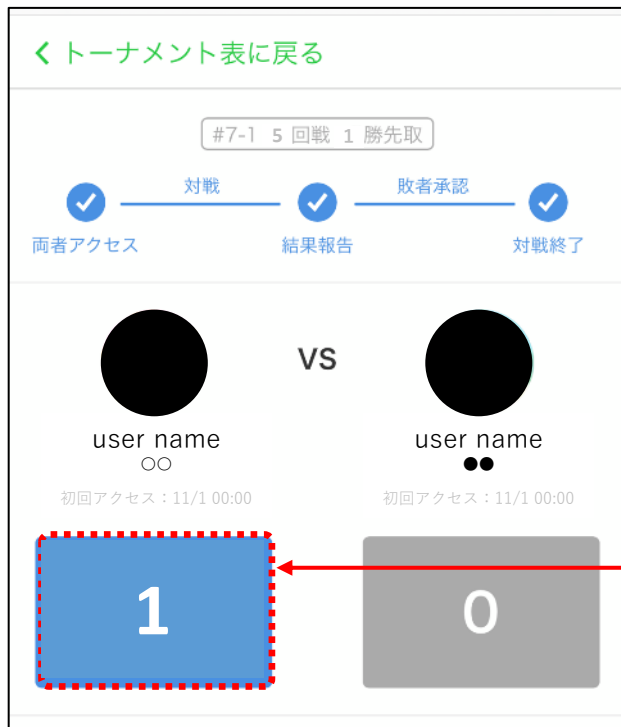 トーナメント表に戻る
#7-1 5 回戦 1 勝先取
対戦 敗者承認
両者アクセス 結果報告 対戦終了
VS
user name user name
○○ ●●
初回アクセス：11/1 00:00 初回アクセス：11/1 00:00
1 0